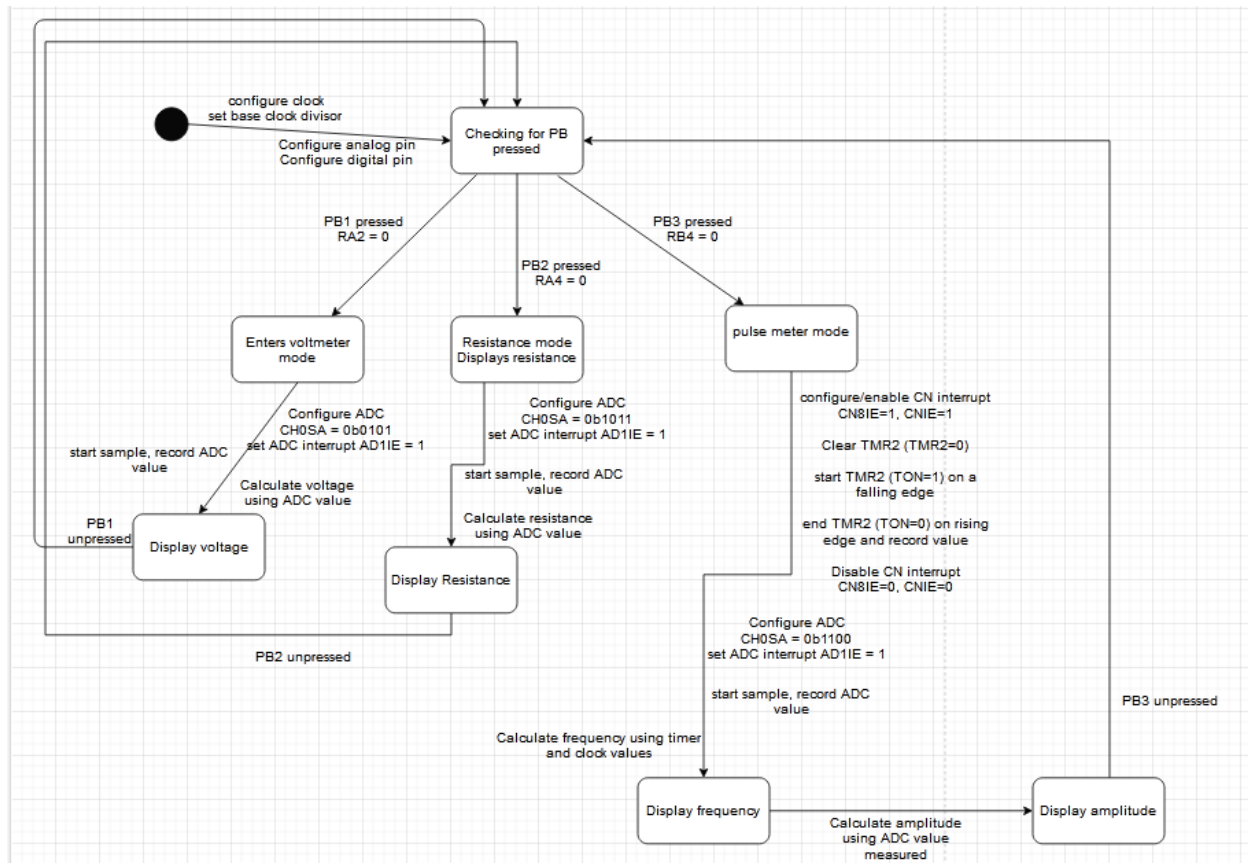 configure clock
set base clock divisor
Configure analog pin
Configure digital pin
Checking for PB
pressed
PB1 pressed
RA2 = 0
PB2 pressed
RA4 = 0
PB3 pressed
RB4 = 0
Enters voltmeter
mode
Resistance mode
Displays resistance
pulse meter mode
Configure ADC
CH0SA = 0b0101
set ADC interrupt AD1IE = 1
start sample, record ADC
value
Calculate voltage
using ADC value
PB1
unpressed
Display voltage
Configure ADC
CH0SA = 0b1011
set ADC interrupt AD1IE = 1
start sample, record ADC
value
Calculate resistance
using ADC value
Display Resistance
PB2 unpressed
configure/enable CN interrupt
CN8IE=1, CNIE=1
Clear TMR2 (TMR2=0)
start TMR2 (TON=1) on a
falling edge
end TMR2 (TON=0) on rising
edge and record value
Disable CN interrupt
CN8IE=0, CNIE=0
Configure ADC
CH0SA = 0b1100
set ADC interrupt AD1IE = 1
start sample, record ADC
value
Calculate frequency using timer
and clock values
Display frequency
Calculate amplitude
using ADC value
measured
Display amplitude
PB3 unpressed